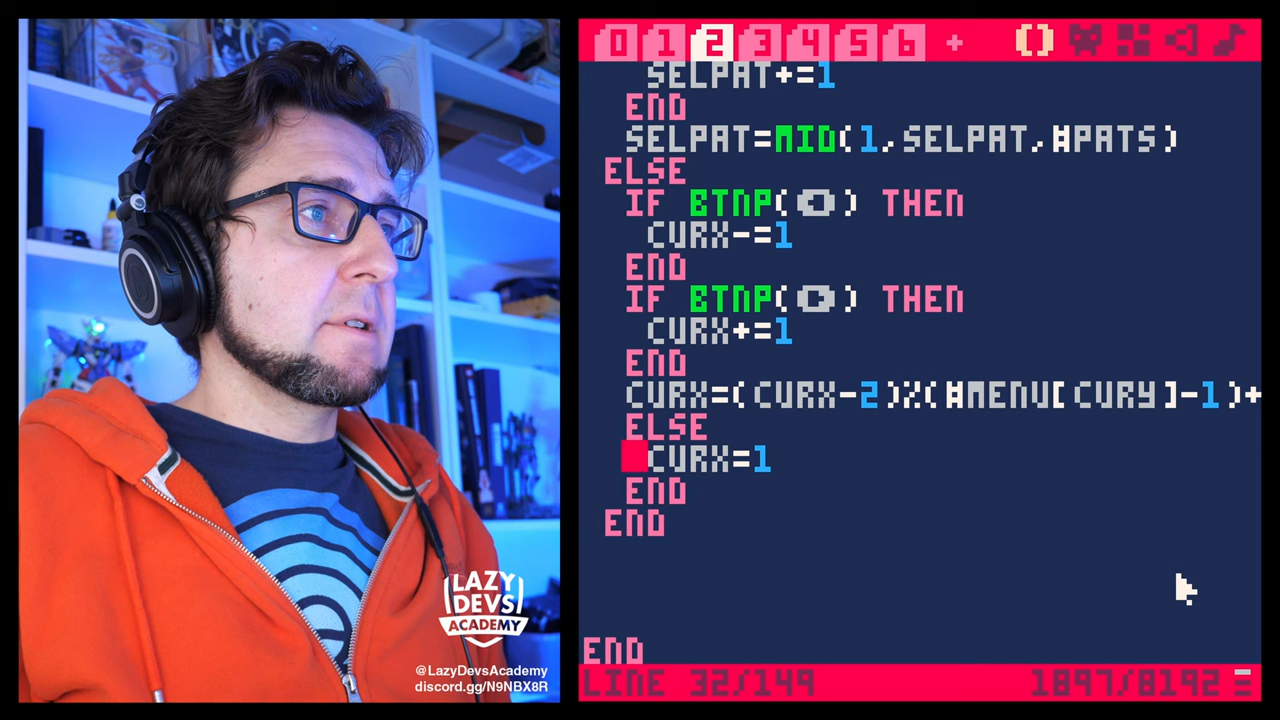 LAZY
DEVS
ACADEMY
@LazyDevsAcademy
discord.gg/N9NBX8R
0 1 2 3 4 5 6 + ()
SELPAT+=1
END
SELPAT=MID(1,SELPAT,#PATS)
ELSE
IF BTNP(⬅️) THEN
CURX-=1
END
IF BTNP(➡️) THEN
CURX+=1
END
CURX=(CURX-2)%(#MENU[CURY]-1)+
ELSE
CURX=1
END
END
END
LINE 32/149
1897/8192